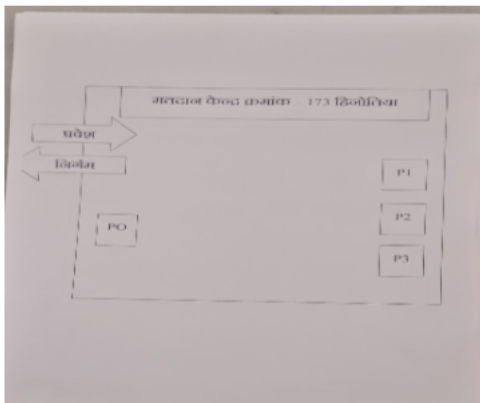 मतदान केन्द्र क्रमांक – 173 हिनोतिया
प्रवेश
निर्गम
P1
P2
PO
P3